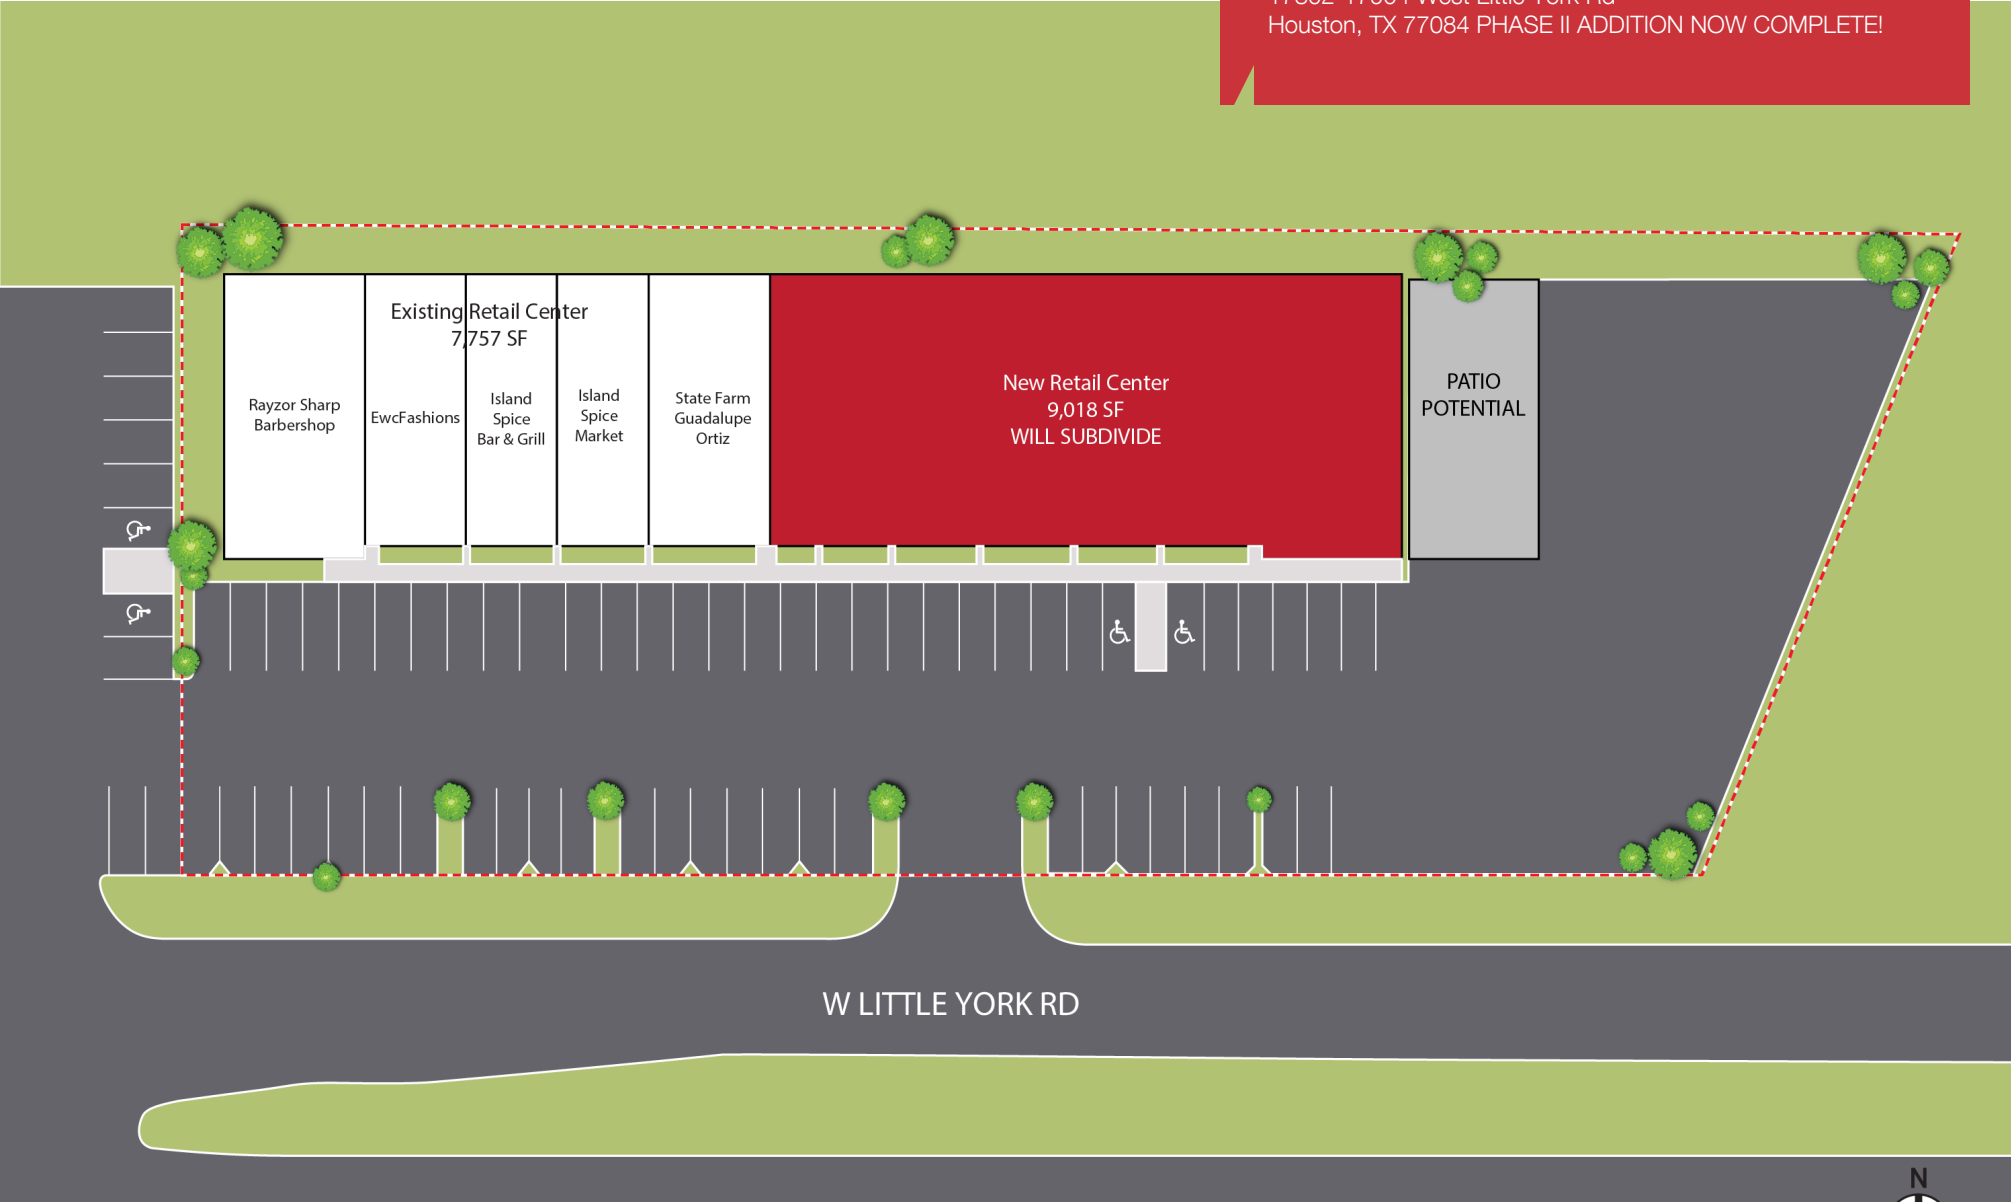 Houston, TX 77084 PHASE II ADDITION NOW COMPLETE!
Existing Retail Center
7,757 SF
Rayzor Sharp
Barbershop
EwcFashions
Island
Spice
Bar & Grill
Island
Spice
Market
State Farm
Guadalupe
Ortiz
New Retail Center
9,018 SF
WILL SUBDIVIDE
PATIO
POTENTIAL
W LITTLE YORK RD
N